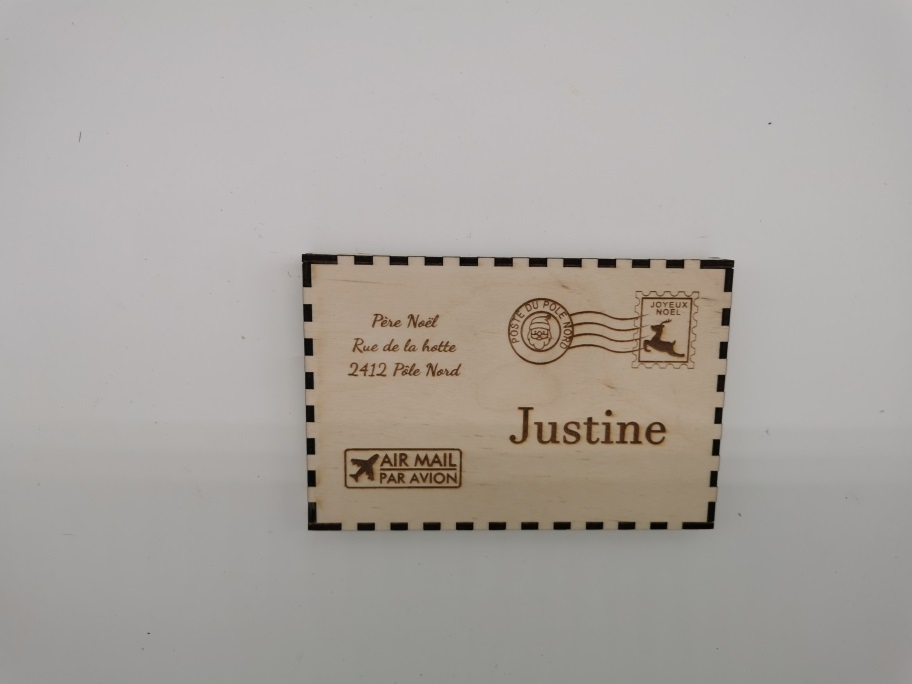 Père Noël
Rue de la hotte
2412 Pôle Nord
POSTE DU POLE NORD
JOYEUX
NOEL
Justine
AIR MAIL
PAR AVION